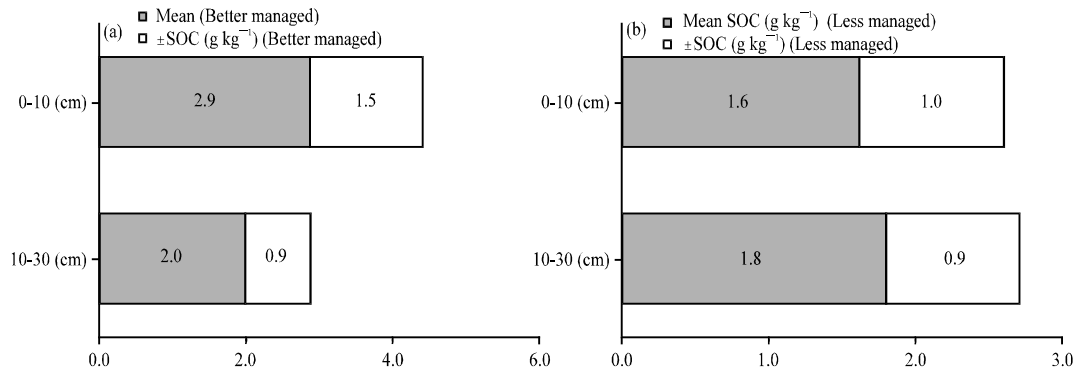 (a)
Mean (Better managed)
±SOC (g kg⁻¹) (Better managed)
0-10 (cm)
2.9
1.5
10-30 (cm)
2.0
0.9
0.0
2.0
4.0
6.0
(b)
Mean SOC (g kg⁻¹) (Less managed)
±SOC (g kg⁻¹) (Less managed)
0-10 (cm)
1.6
1.0
10-30 (cm)
1.8
0.9
0.0
1.0
2.0
3.0